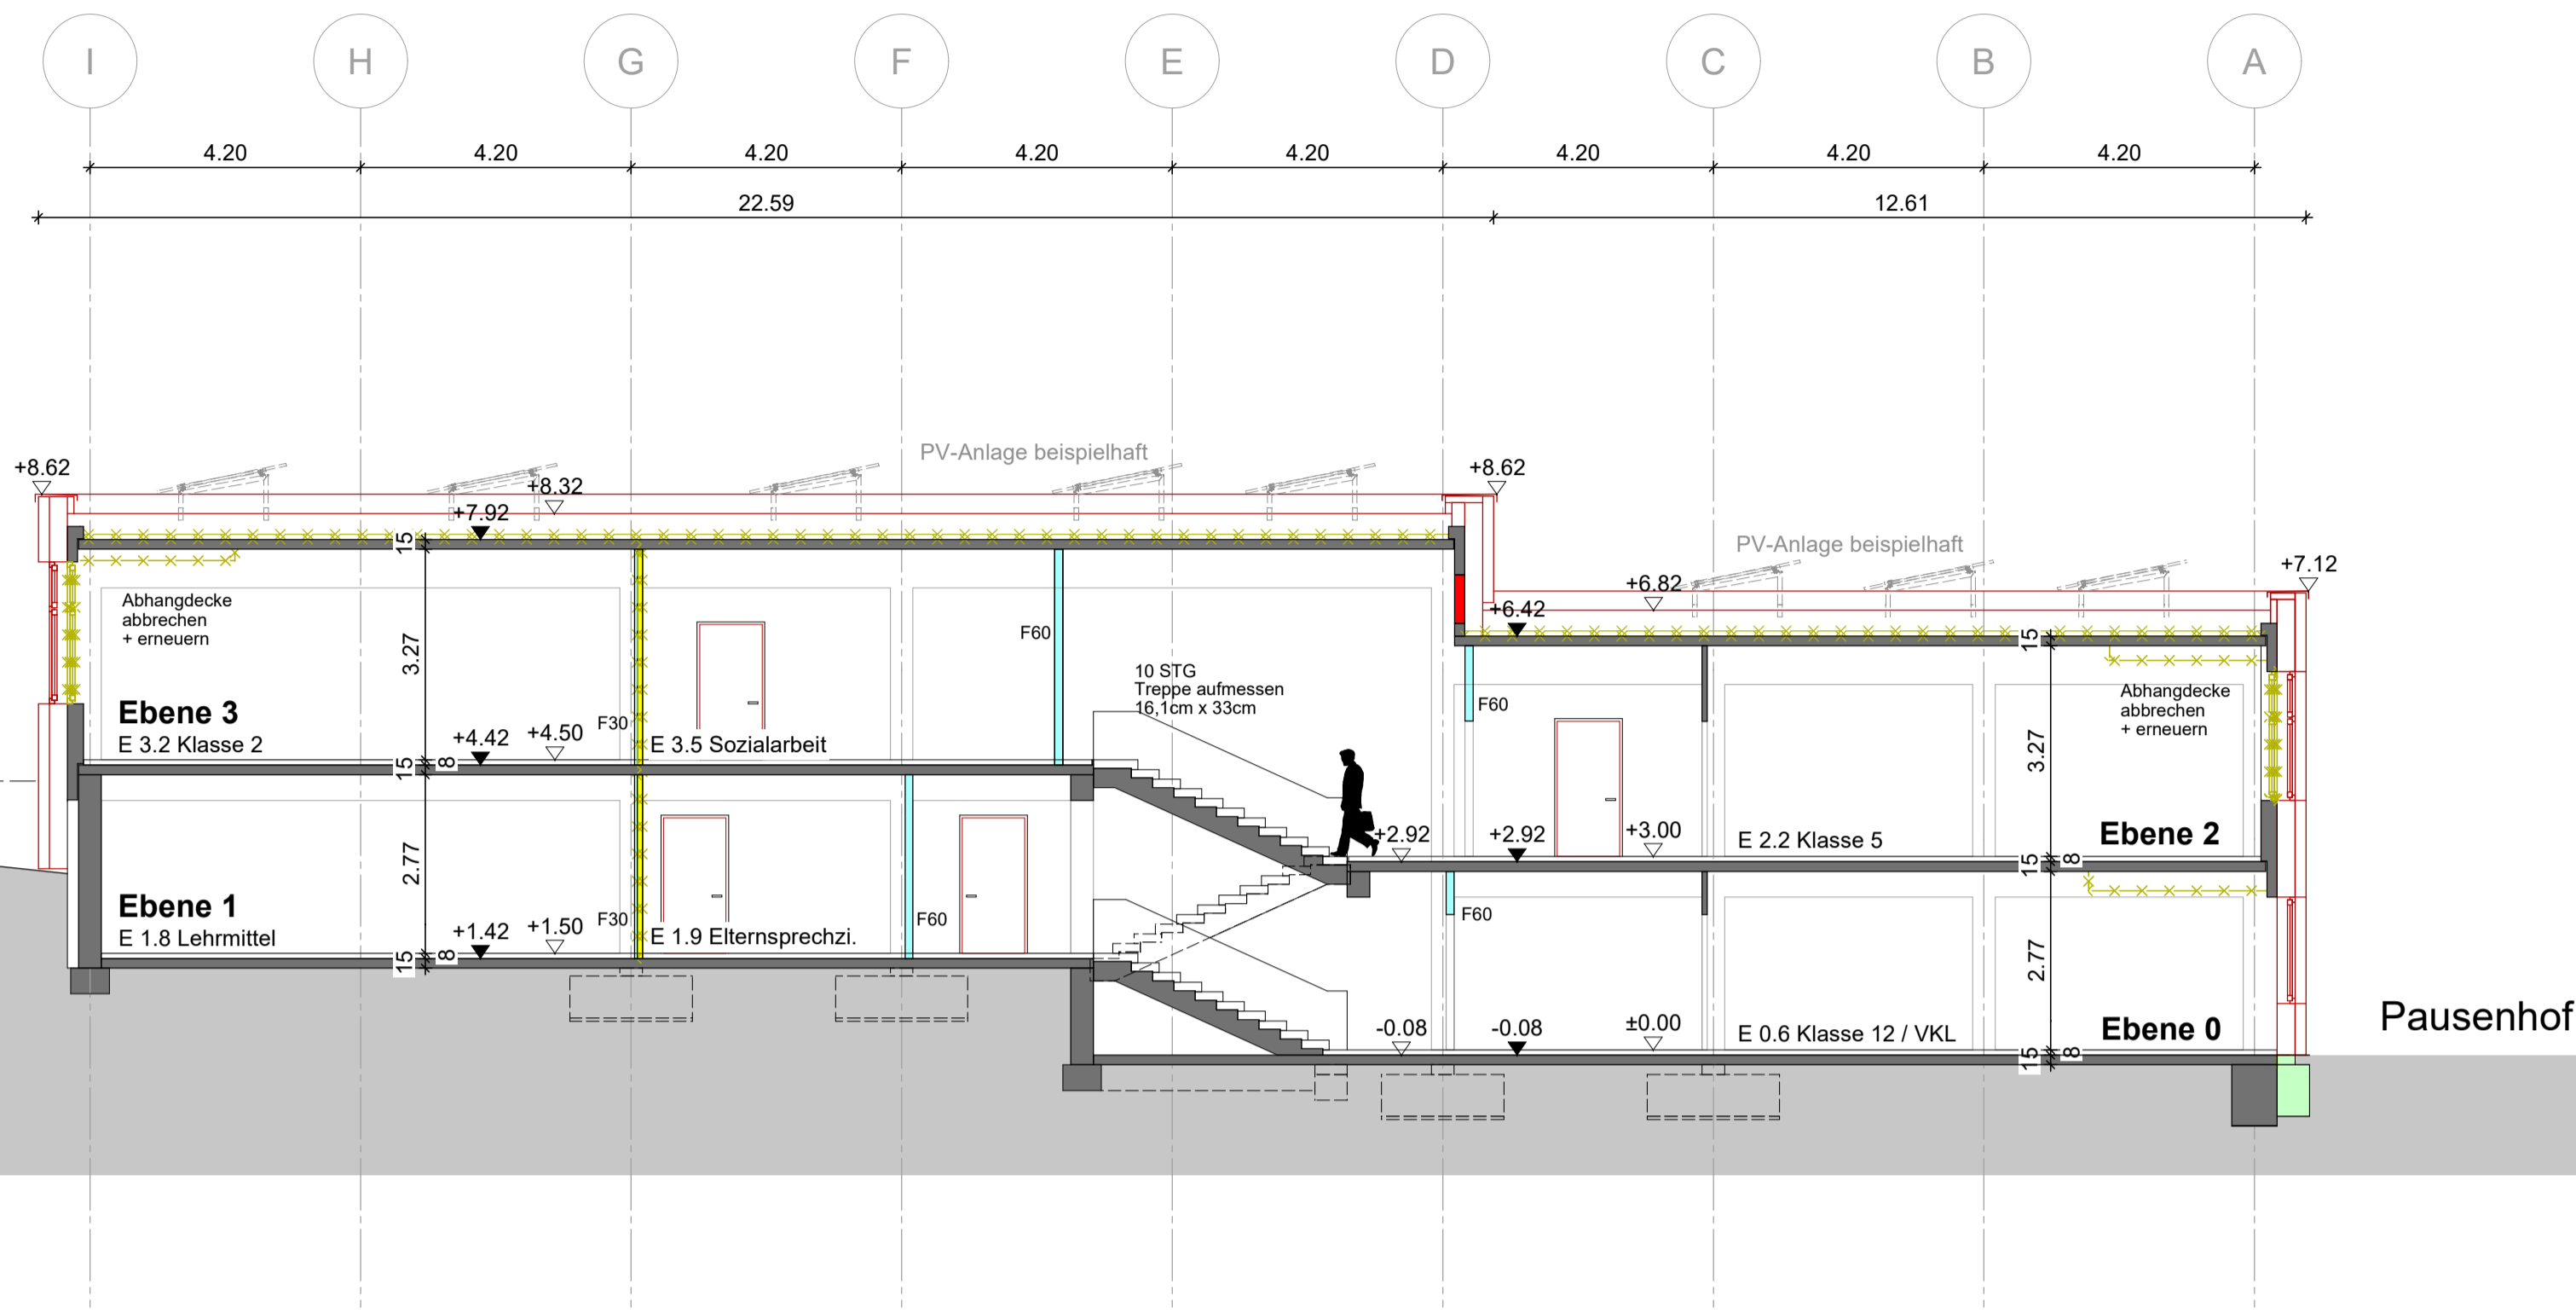 I H G F E D C B A
4.20 4.20 4.20 4.20 4.20 4.20 4.20 4.20
22.59 12.61
PV-Anlage beispielhaft
+8.62
+8.32
+7.92
+8.62
PV-Anlage beispielhaft
+7.12
+6.82
+6.42
15
15
Abhangdecke
abbrechen
+ erneuern
3.27
F60
10 STG
Treppe aufmessen
16,1cm x 33cm
F60
Abhangdecke
abbrechen
+ erneuern
3.27
Ebene 3
E 3.2 Klasse 2
+4.42
+4.50
F30
E 3.5 Sozialarbeit
15
8
+2.92
+2.92
+3.00
E 2.2 Klasse 5
Ebene 2
15
8
2.77
Ebene 1
E 1.8 Lehrmittel
+1.42
+1.50
F30
E 1.9 Elternsprechzi.
F60
F60
15
8
2.77
-0.08
-0.08
±0.00
E 0.6 Klasse 12 / VKL
Ebene 0
15
8
Pausenhof